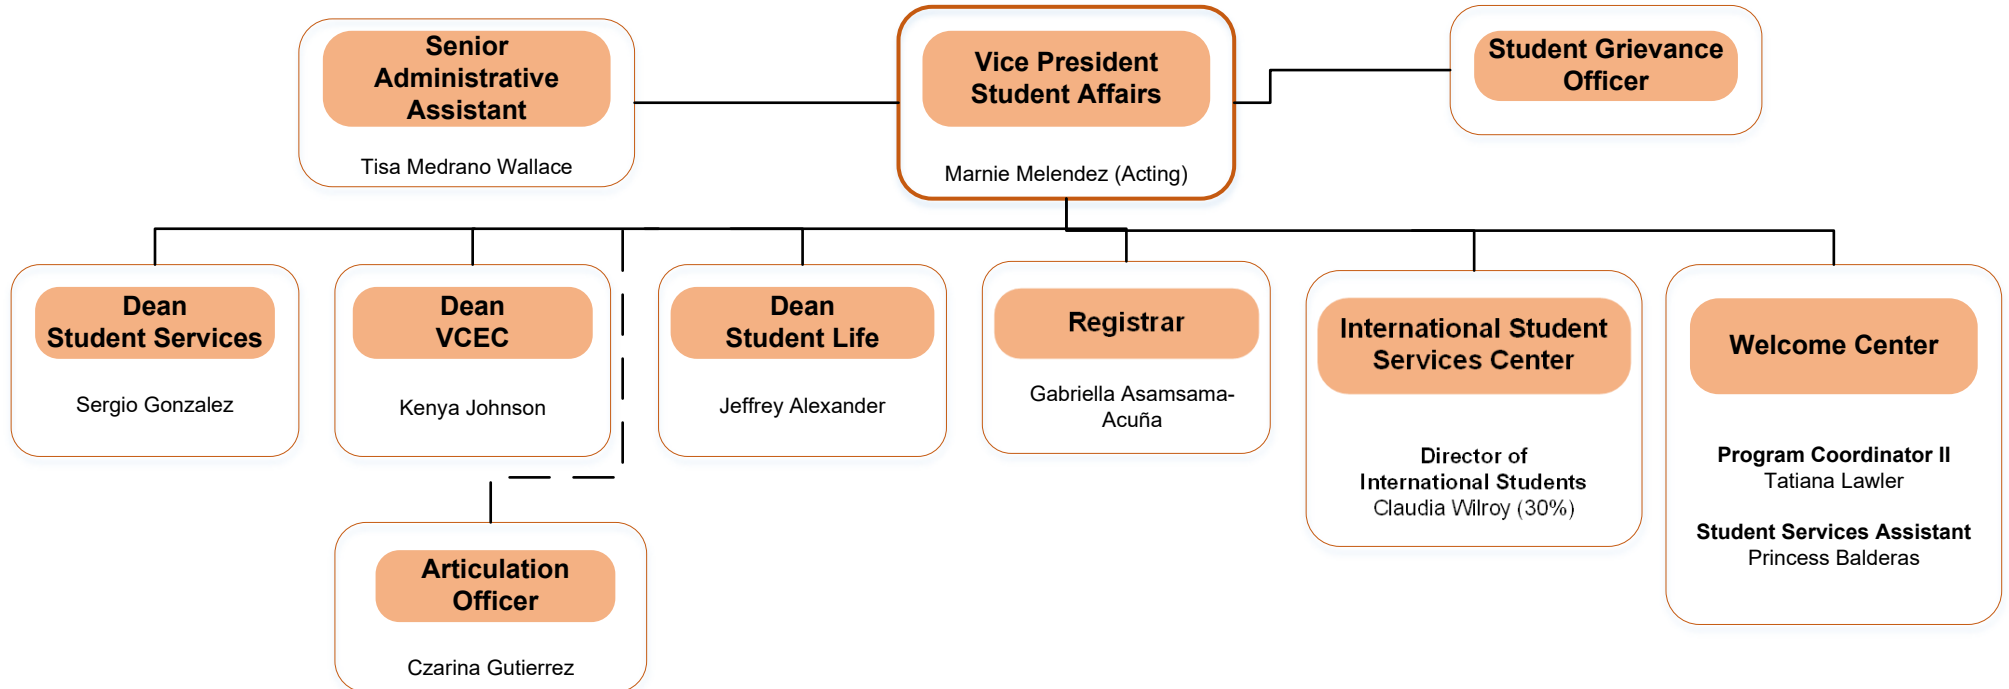 Senior
Administrative
Assistant
Tisa Medrano Wallace
Vice President
Student Affairs
Marnie Melendez (Acting)
Student Grievance
Officer
Dean
Student Services
Sergio Gonzalez
Dean
VCEC
Kenya Johnson
Dean
Student Life
Jeffrey Alexander
Registrar
Gabriella Asamsama-
Acuña
International Student
Services Center
Director of
International Students
Claudia Wilroy (30%)
Welcome Center
Program Coordinator II
Tatiana Lawler
Student Services Assistant
Princess Balderas
Articulation
Officer
Czarina Gutierrez